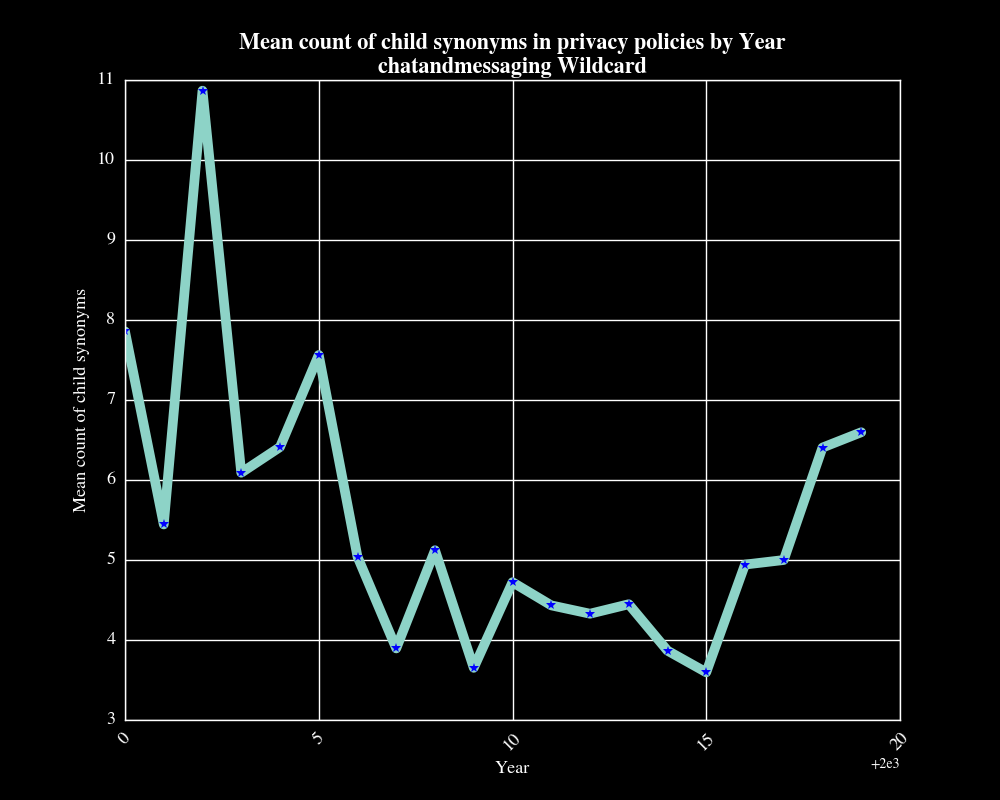 Mean count of child synonyms in privacy policies by Year
chatandmessaging Wildcard
11
10
9
8
7
6
5
4
3
Mean count of child synonyms
0 5 10 15 20
Year
+2e3